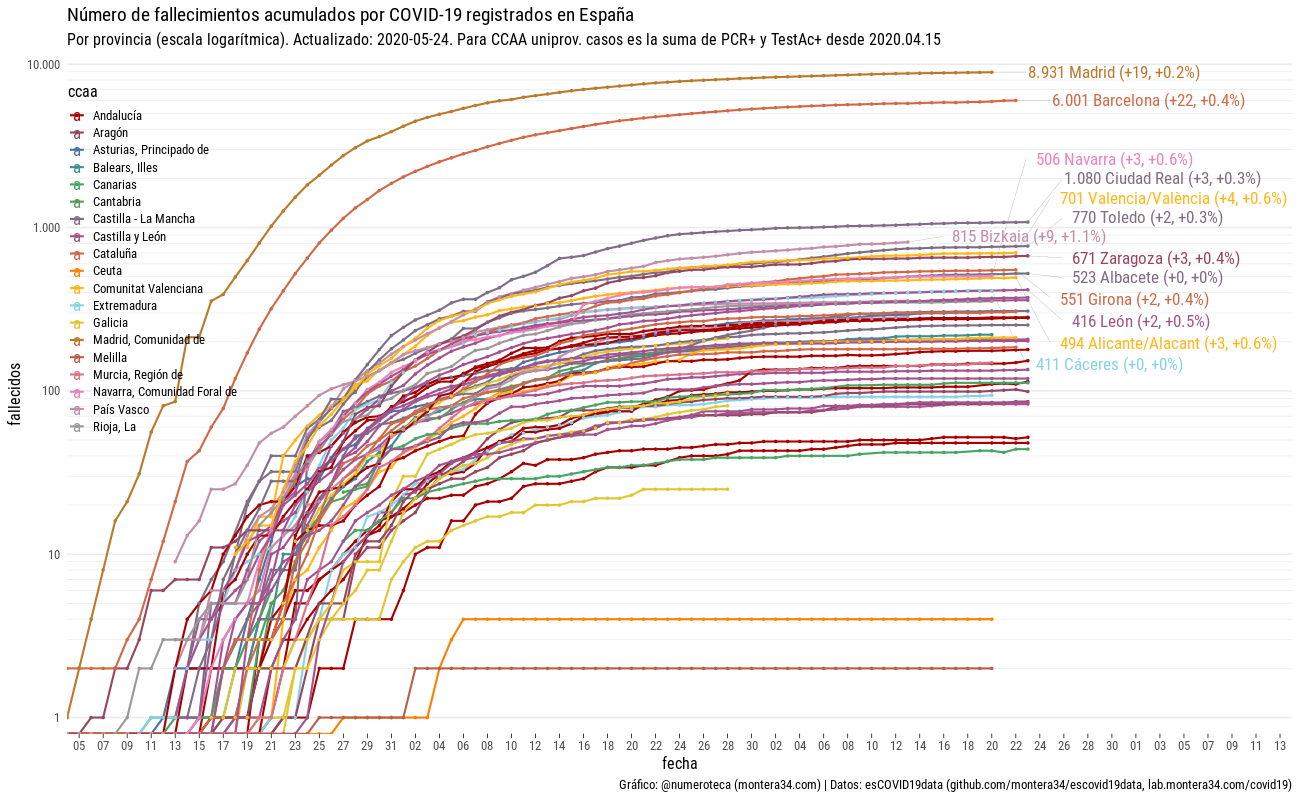 Número de fallecimientos acumulados por COVID-19 registrados en España
Por provincia (escala logarítmica). Actualizado: 2020-05-24. Para CCAA uniprov. casos es la suma de PCR+ y TestAc+ desde 2020.04.15
10.000
1.000
100
10
1
fallecidos
ccaa
Andalucía
Aragón
Asturias, Principado de
Balears, Illes
Canarias
Cantabria
Castilla - La Mancha
Castilla y León
Cataluña
Ceuta
Comunitat Valenciana
Extremadura
Galicia
Madrid, Comunidad de
Melilla
Murcia, Región de
Navarra, Comunidad Foral de
País Vasco
Rioja, La
8.931 Madrid (+19, +0.2%)
6.001 Barcelona (+22, +0.4%)
506 Navarra (+3, +0.6%)
1.080 Ciudad Real (+3, +0.3%)
701 Valencia/València (+4, +0.6%)
770 Toledo (+2, +0.3%)
815 Bizkaia (+9, +1.1%)
671 Zaragoza (+3, +0.4%)
523 Albacete (+0, +0%)
551 Girona (+2, +0.4%)
416 León (+2, +0.5%)
494 Alicante/Alacant (+3, +0.6%)
411 Cáceres (+0, +0%)
05 07 09 11 13 15 17 19 21 23 25 27 29 31 02 04 06 08 10 12 14 16 18 20 22 24 26 28 30 02 04 06 08 10 12 14 16 18 20 22 24 26 28 30 01 03 05 07 09 11 13
fecha
Gráfico: @numeroteca (montera34.com) | Datos: esCOVID19data (github.com/montera34/escovid19data, lab.montera34.com/covid19)